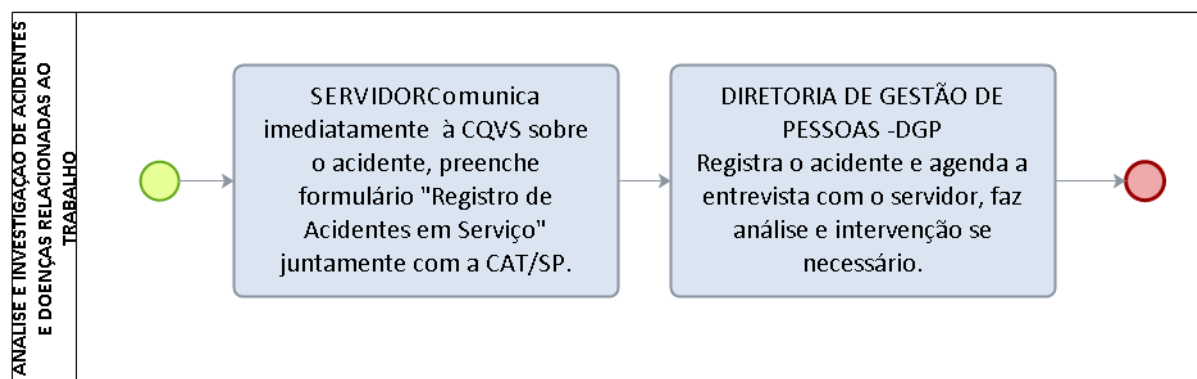 ANALISE E INVESTIGAÇÃO DE ACIDENTES
E DOENÇAS RELACIONADAS AO
TRABALHO
SERVIDORComunica
imediatamente à CQVS sobre
o acidente, preenche
formulário "Registro de
Acidentes em Serviço"
juntamente com a CAT/SP.
DIRETORIA DE GESTÃO DE
PESSOAS -DGP
Registra o acidente e agenda a
entrevista com o servidor, faz
análise e intervenção se
necessário.